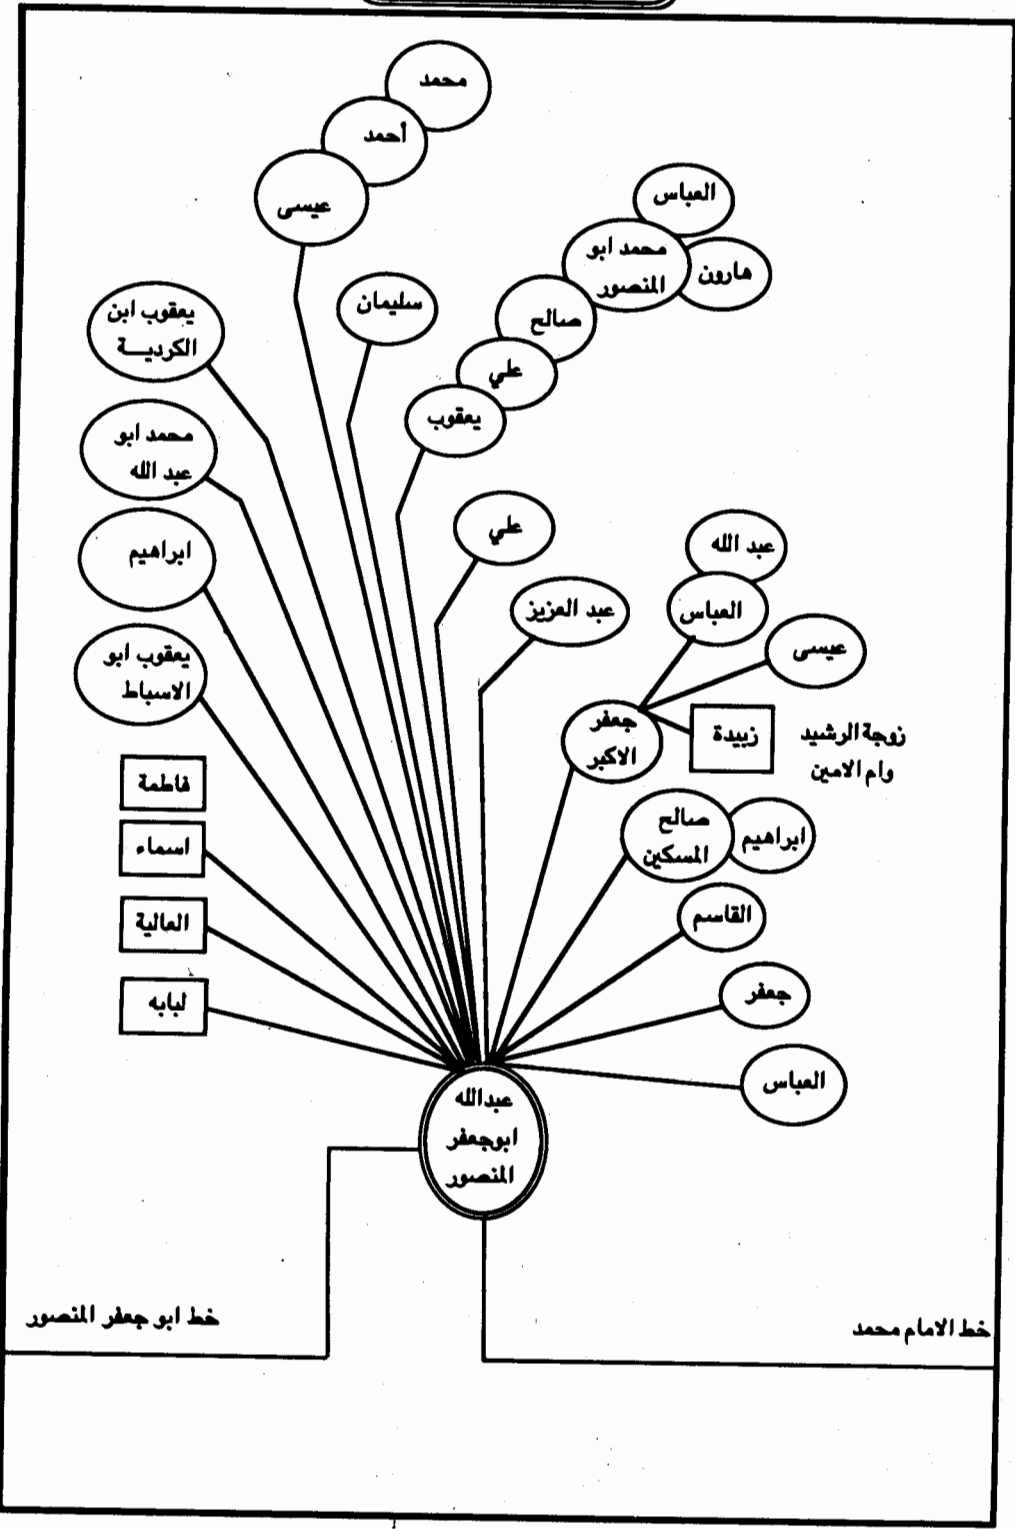 محمد
أحمد
عيسى
العباس
محمد ابو
المنصور
هارون
صالح
علي
يعقوب
سليمان
يعقوب ابن
الكرديــة
محمد ابو
عبد الله
ابراهيم
يعقوب ابو
الاسباط
علي
عبد العزيز
عبد الله
العباس
عيسى
جعفر
الاكبر
زبيدة
زوجة الرشيد
وام الامين
صالح
المسكين
ابراهيم
القاسم
جعفر
العباس
فاطمة
اسماء
العالية
لبابه
عبدالله
ابوجعفر
المنصور
خط الامام محمد
خط ابو جعفر المنصور